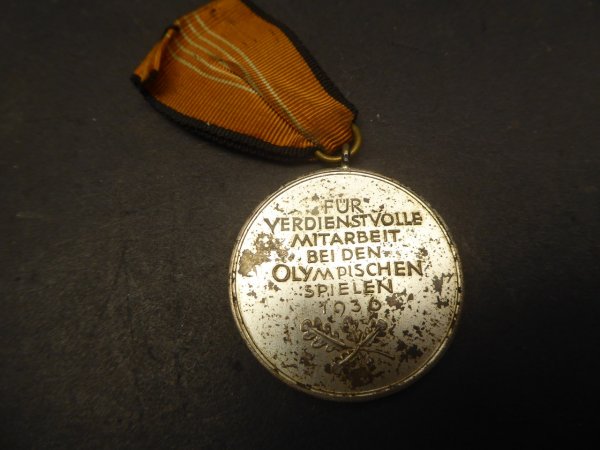 FÜR
VERDIENSTVOLLE
MITARBEIT
BEI DEN
OLYMPISCHEN
SPIELEN
1936